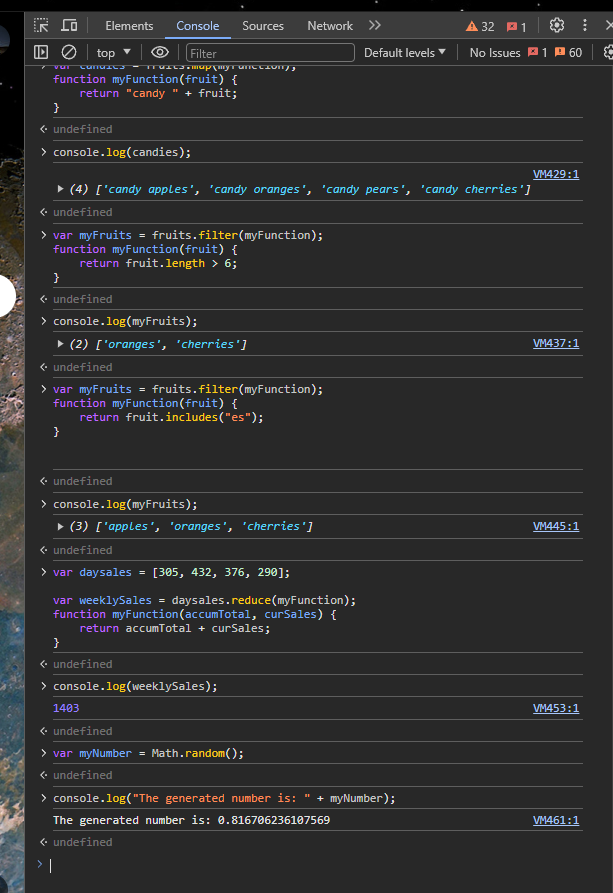 Elements Console Sources Network 32 1
top Filter Default levels No Issues 1 60
var candies = fruits.map(myFunction);
function myFunction(fruit) {
return "candy " + fruit;
}
undefined
console.log(candies);
VM429:1
(4) ['candy apples', 'candy oranges', 'candy pears', 'candy cherries']
undefined
var myFruits = fruits.filter(myFunction);
function myFunction(fruit) {
return fruit.length > 6;
}
undefined
console.log(myFruits);
(2) ['oranges', 'cherries'] VM437:1
undefined
var myFruits = fruits.filter(myFunction);
function myFunction(fruit) {
return fruit.includes("es");
}
undefined
console.log(myFruits);
(3) ['apples', 'oranges', 'cherries'] VM445:1
undefined
var daysales = [305, 432, 376, 290];
var weeklySales = daysales.reduce(myFunction);
function myFunction(accumTotal, curSales) {
return accumTotal + curSales;
}
undefined
console.log(weeklySales);
1403 VM453:1
undefined
var myNumber = Math.random();
undefined
console.log("The generated number is: " + myNumber);
The generated number is: 0.816706236107569 VM461:1
undefined